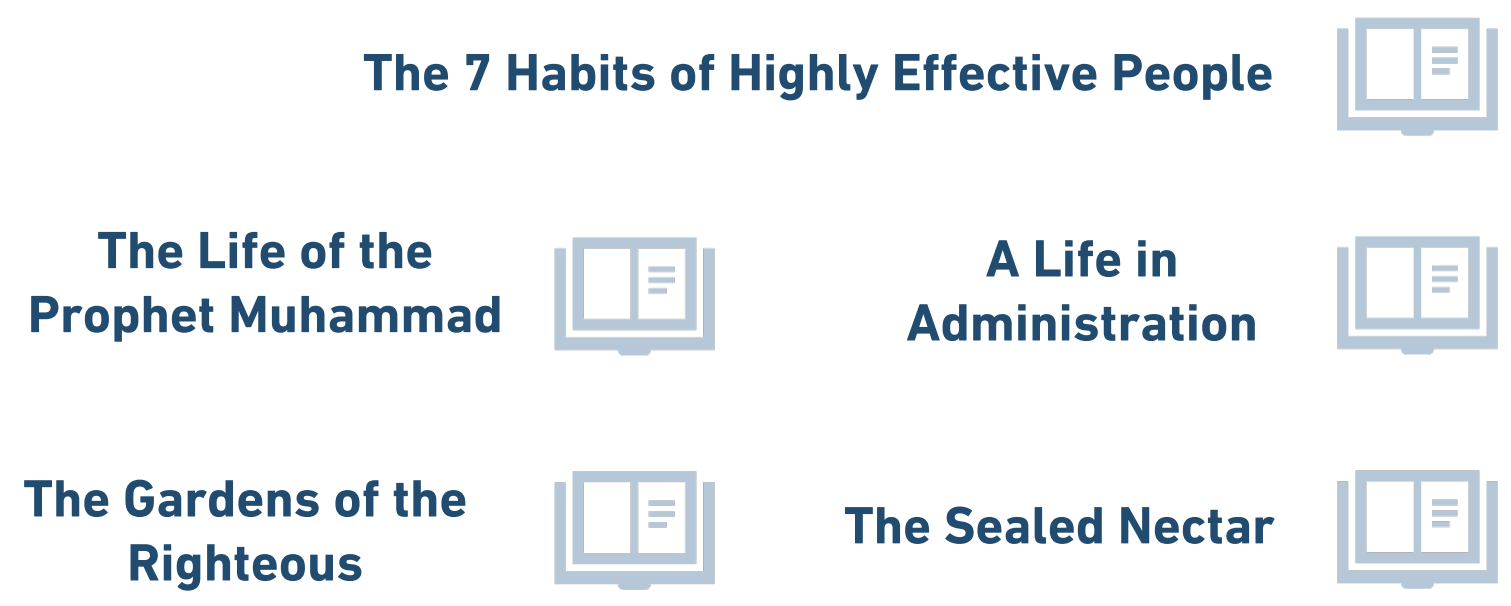 The 7 Habits of Highly Effective People
The Life of the
Prophet Muhammad
A Life in
Administration
The Gardens of the
Righteous
The Sealed Nectar